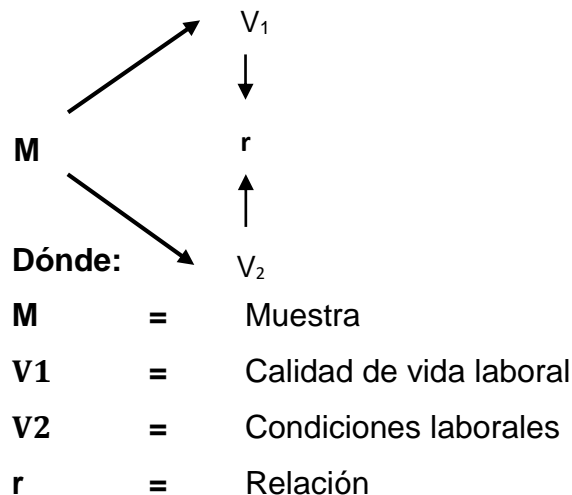 V₁
M
r
V₂
Dónde:
M = Muestra
V1 = Calidad de vida laboral
V2 = Condiciones laborales
r = Relación